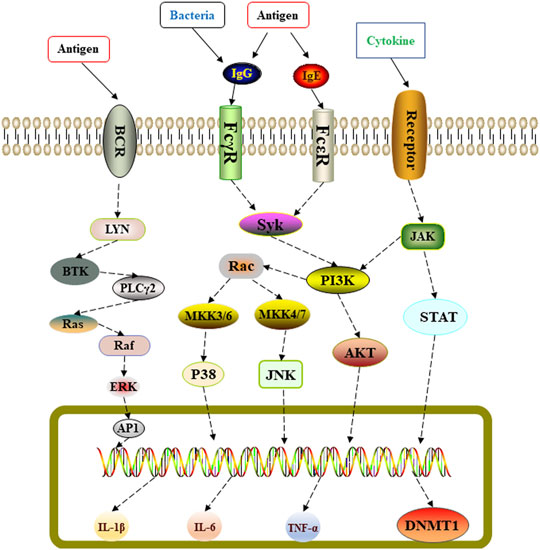 Bacteria
Antigen
Cytokine
Antigen
IgG
IgE
BCR
FcγR
FcεR
Receptor
LYN
Syk
JAK
BTK
PLCγ2
Rac
PI3K
Ras
MKK3/6
MKK4/7
STAT
Raf
AKT
P38
JNK
ERK
AP1
IL-1β
IL-6
TNF-α
DNMT1